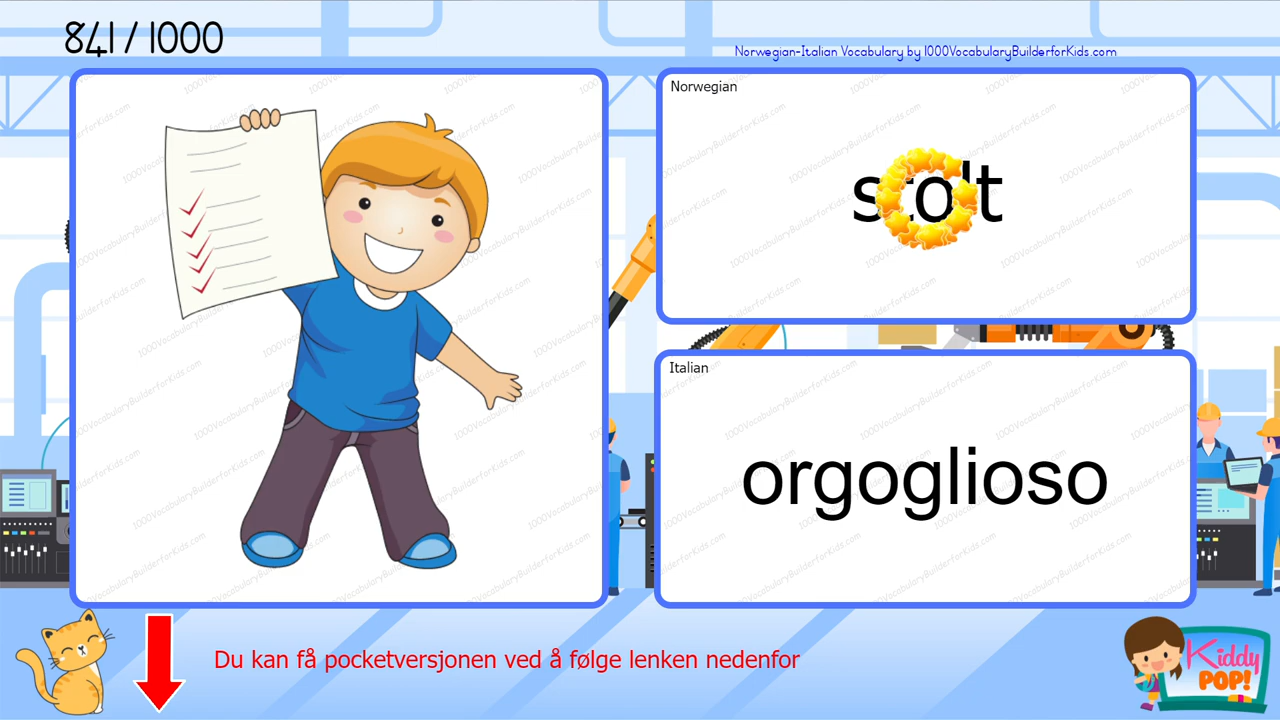 841 / 1000
Norwegian-Italian Vocabulary by 1000VocabularyBuilderforKids.com
Norwegian
stolt
Italian
orgoglioso
Du kan få pocketversjonen ved å følge lenken nedenfor
Kiddy
POP!